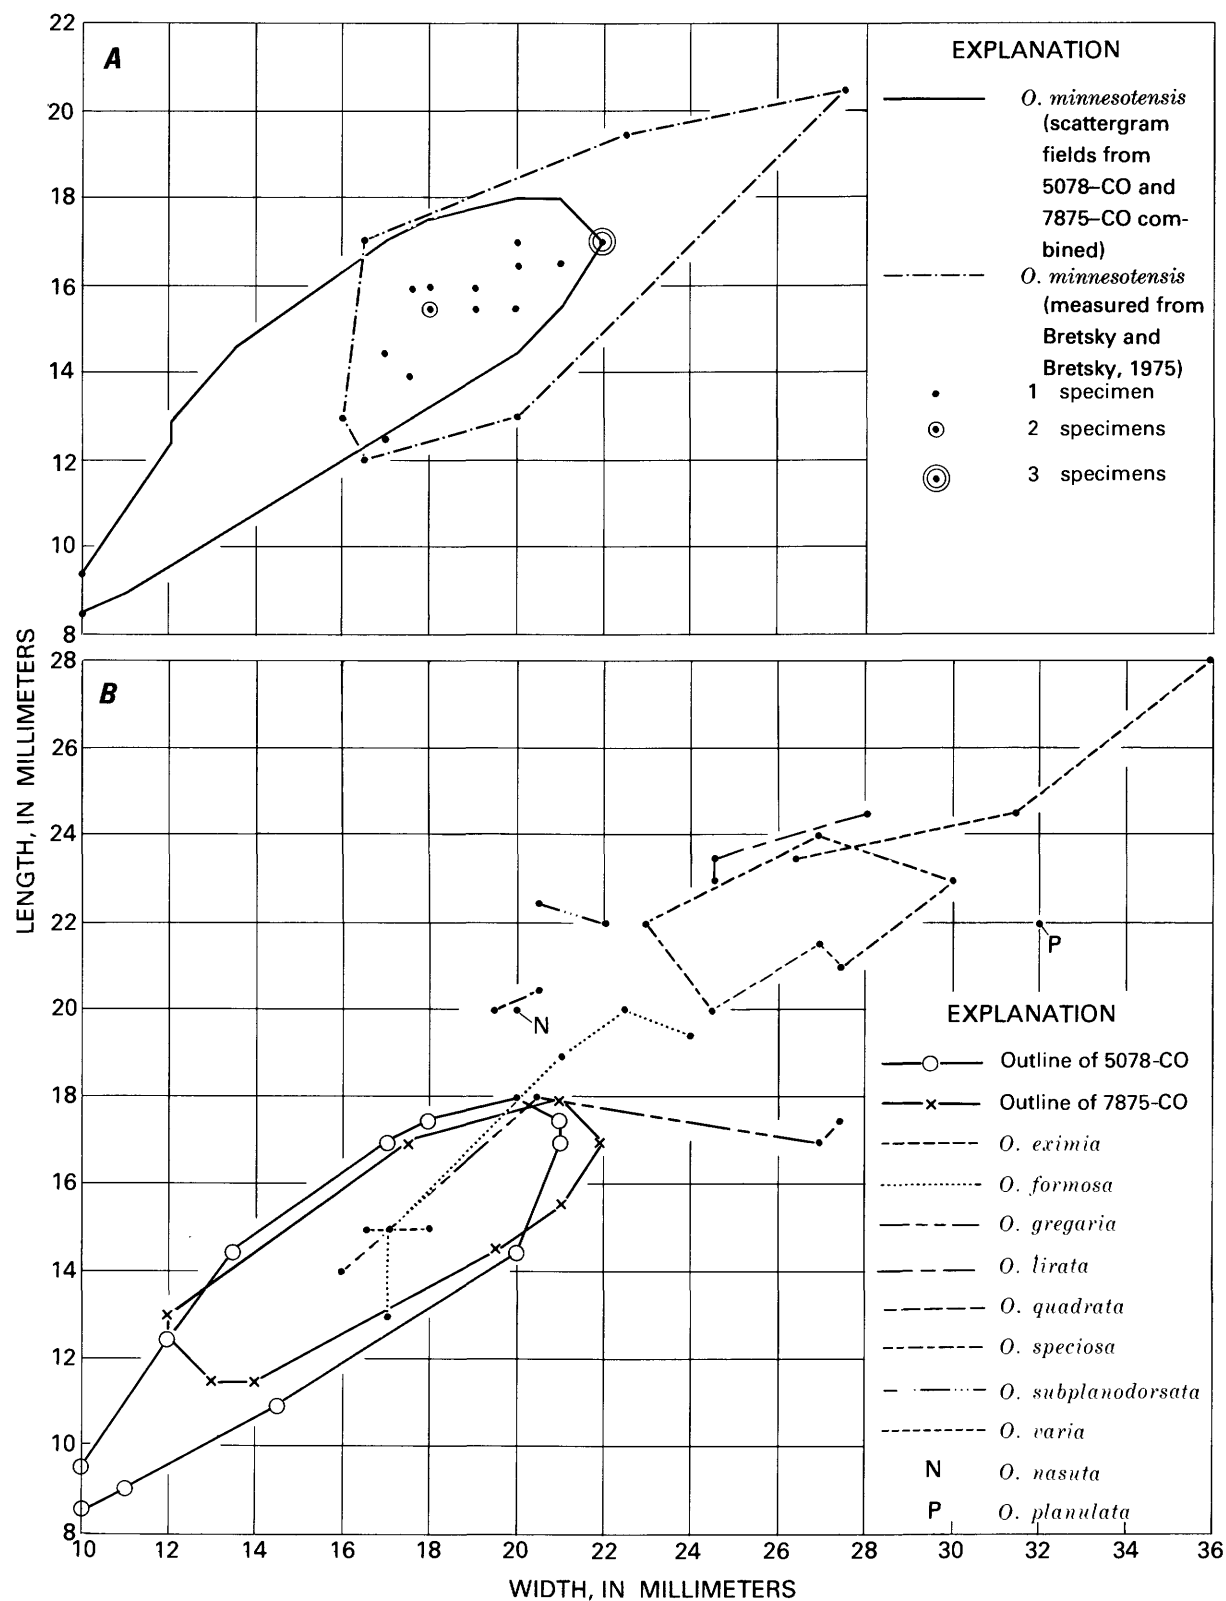 22
20
18
16
14
12
10
8
A
EXPLANATION
O. minnesotensis
(scattergram
fields from
5078–CO and
7875–CO com-
bined)
O. minnesotensis
(measured from
Bretsky and
Bretsky, 1975)
1 specimen
2 specimens
3 specimens
LENGTH, IN MILLIMETERS
28
26
24
22
20
18
16
14
12
10
8
B
P
N
EXPLANATION
Outline of 5078-CO
Outline of 7875-CO
O. eximia
O. formosa
O. gregaria
O. lirata
O. quadrata
O. speciosa
O. subplanodorsata
O. varia
N O. nasuta
P O. planulata
10 12 14 16 18 20 22 24 26 28 30 32 34 36
WIDTH, IN MILLIMETERS